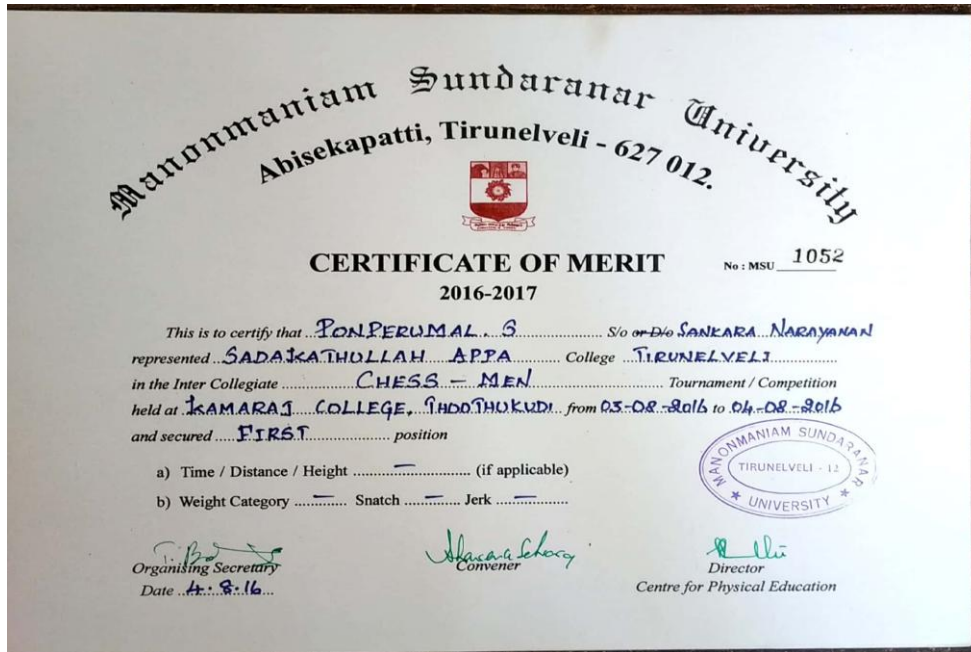 Manonmaniam Sundaranar University
Abisekapatti, Tirunelveli - 627 012.
CERTIFICATE OF MERIT
No : MSU 1052
2016-2017
This is to certify that PONPERUMAL. S S/o or D/o SANKARA NARAYANAN
represented SADAKATHULLAH APPA College TIRUNELVELI
in the Inter Collegiate CHESS - MEN Tournament / Competition
held at KAMARAJ COLLEGE, THOOTHUKUDI from 03-08-2016 to 04-08-2016
and secured FIRST position
a) Time / Distance / Height — (if applicable)
b) Weight Category — Snatch — Jerk —
MANONMANIAM SUNDARANAR
TIRUNELVELI - 12
★ UNIVERSITY ★
Organising Secretary
Convener
Director
Date 4.8.16
Centre for Physical Education